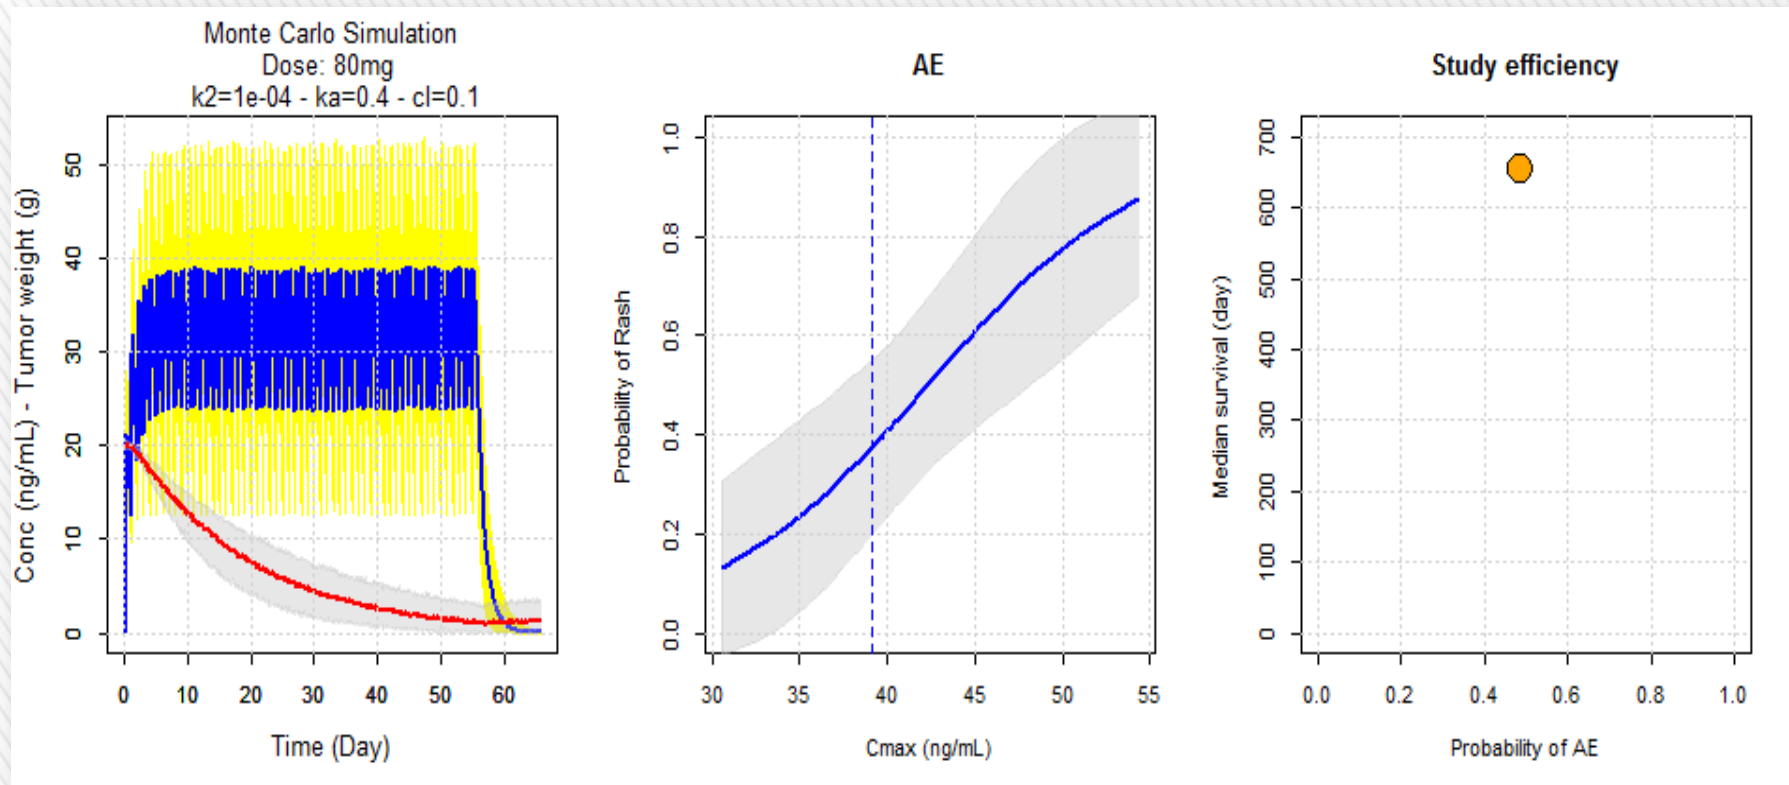 Monte Carlo Simulation
Dose: 80mg
k2=1e-04 - ka=0.4 - cl=0.1
Conc (ng/mL) - Tumor weight (g)
50
40
30
20
10
0
0 10 20 30 40 50 60
Time (Day)
AE
Probability of Rash
1.0
0.8
0.6
0.4
0.2
0.0
30 35 40 45 50 55
Cmax (ng/mL)
Study efficiency
Median survival (day)
700
600
500
400
300
200
100
0
0.0 0.2 0.4 0.6 0.8 1.0
Probability of AE